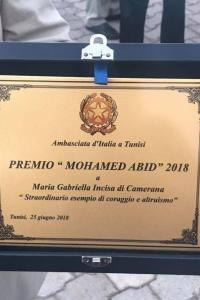 Ambasciata d'Italia a Tunisi
PREMIO “ MOHAMED ABID” 2018
a
Maria Gabriella Incisa di Camerana
“ Straordinario esempio di coraggio e altruismo”
Tunisi, 25 giugno 2018